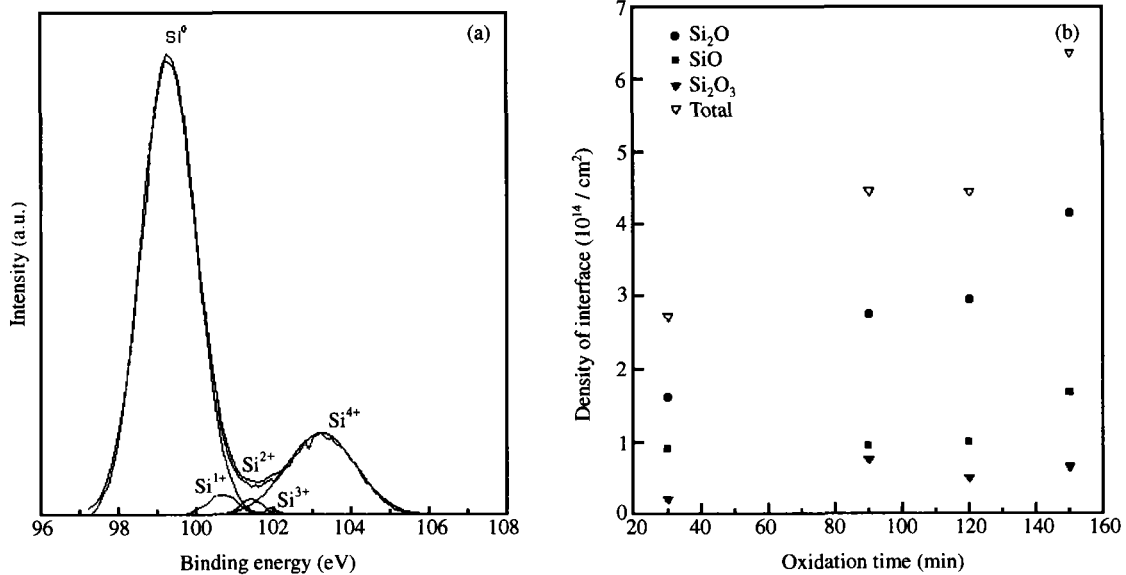 Si⁰
(a)
Intensity (a.u.)
Si¹⁺
Si²⁺
Si³⁺
Si⁴⁺
96 98 100 102 104 106 108
Binding energy (eV)
(b)
Si₂O
SiO
Si₂O₃
Total
Density of interface (10¹⁴ / cm²)
7
6
5
4
3
2
1
0
20 40 60 80 100 120 140 160
Oxidation time (min)